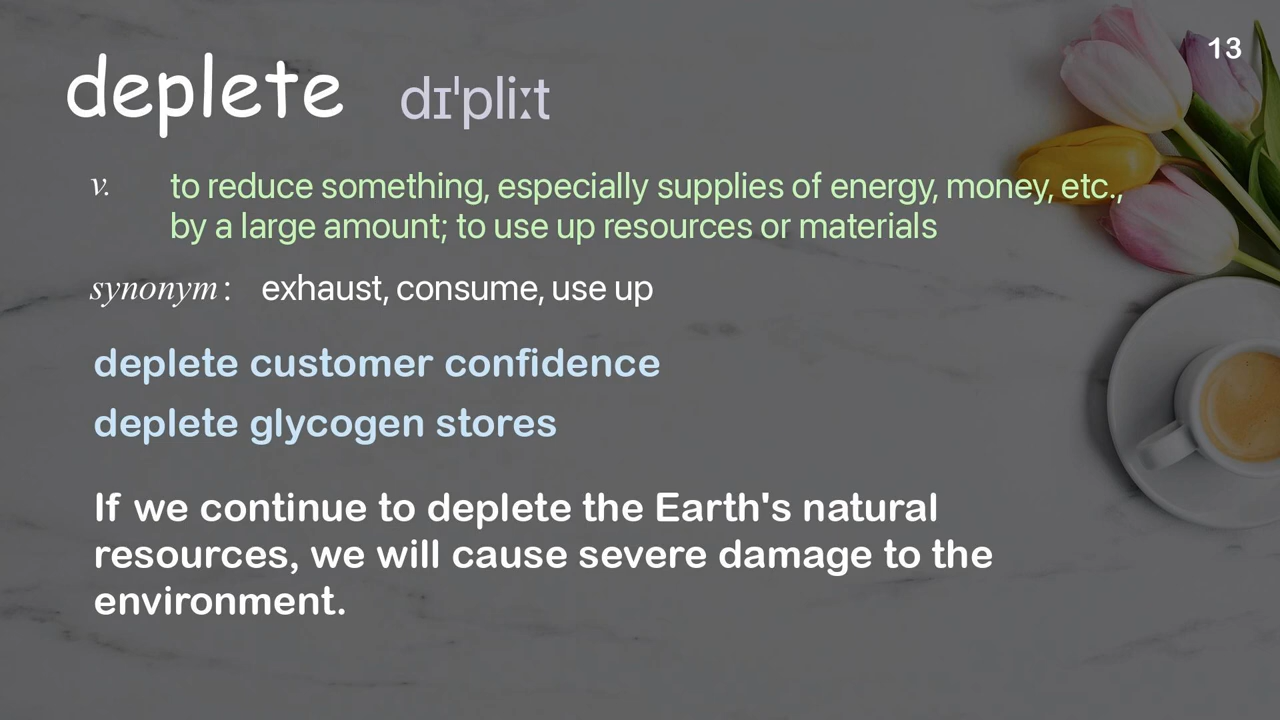 13
deplete dɪˈpliːt
v. to reduce something, especially supplies of energy, money, etc.,
by a large amount; to use up resources or materials
synonym: exhaust, consume, use up
deplete customer confidence
deplete glycogen stores
If we continue to deplete the Earth's natural
resources, we will cause severe damage to the
environment.